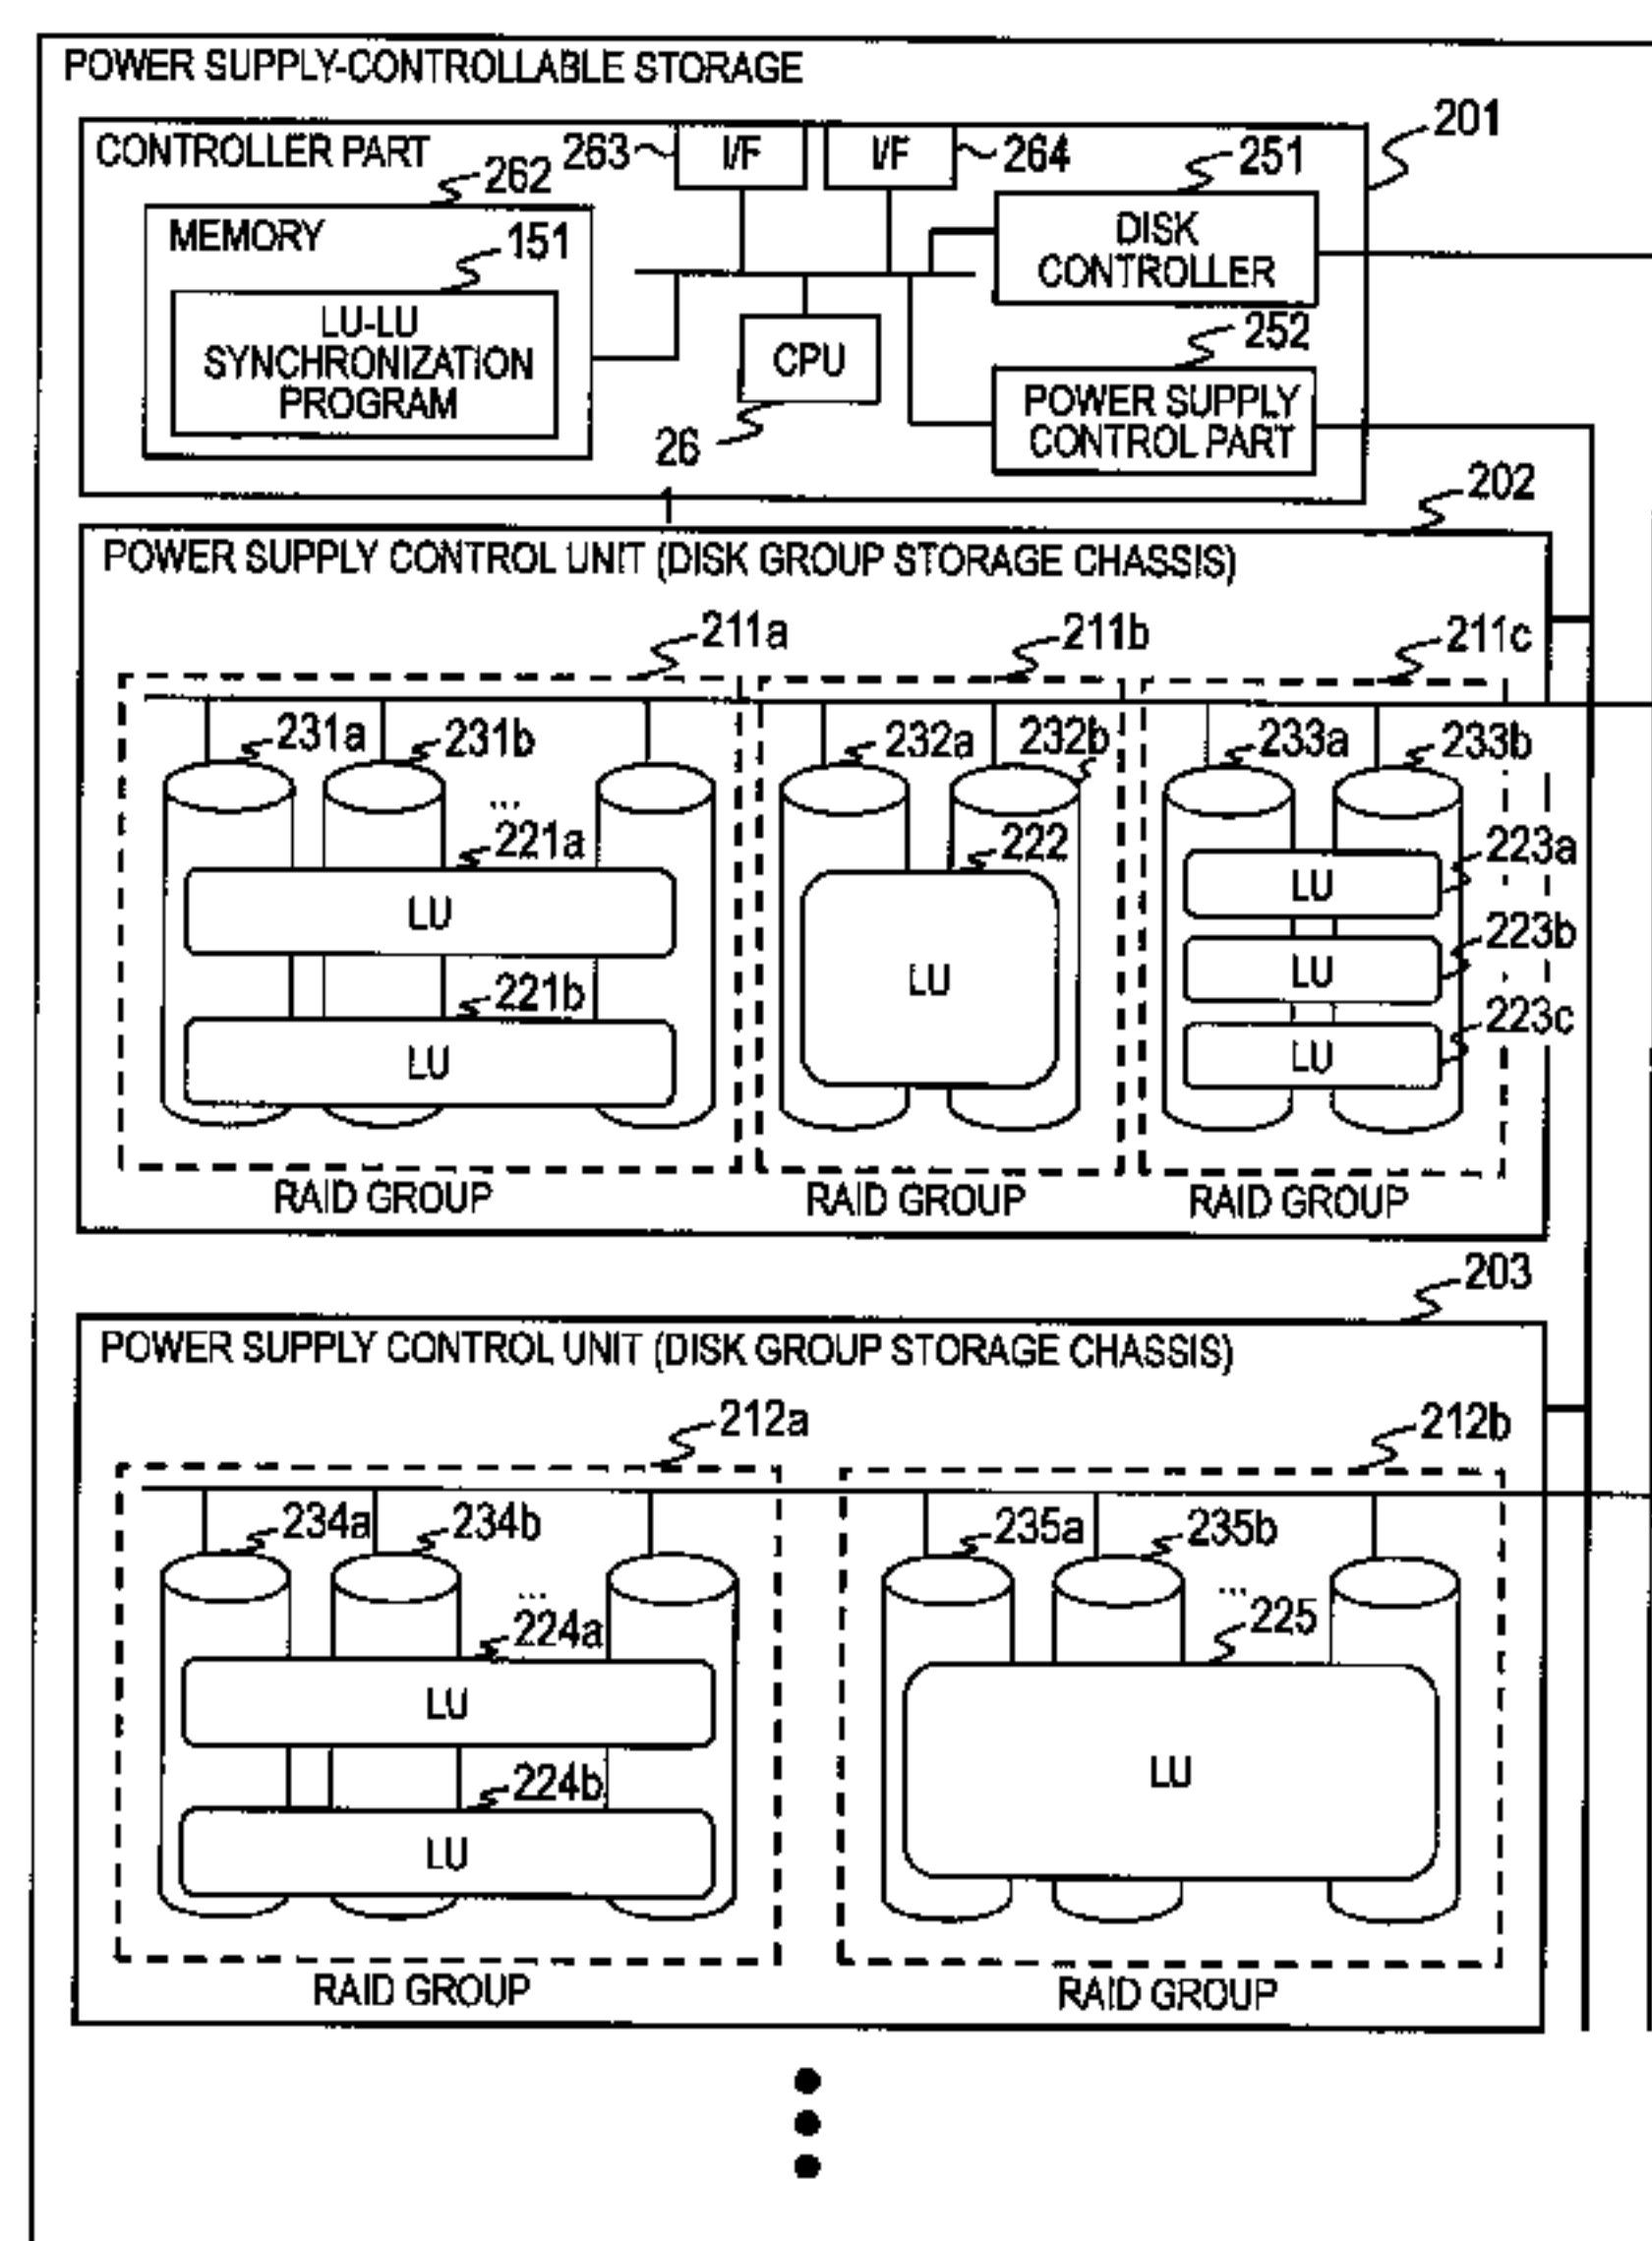 POWER SUPPLY-CONTROLLABLE STORAGE
201
CONTROLLER PART
263
I/F
I/F
264
251
262
MEMORY
151
DISK
CONTROLLER
LU-LU
SYNCHRONIZATION
PROGRAM
CPU
252
POWER SUPPLY
CONTROL PART
26
1
202
POWER SUPPLY CONTROL UNIT (DISK GROUP STORAGE CHASSIS)
211a
211b
211c
231a
231b
232a
232b
233a
233b
...
221a
222
223a
LU
LU
223b
LU
LU
221b
223c
LU
LU
RAID GROUP
RAID GROUP
RAID GROUP
203
POWER SUPPLY CONTROL UNIT (DISK GROUP STORAGE CHASSIS)
212a
212b
234a
234b
235a
235b
...
...
224a
225
LU
LU
224b
LU
RAID GROUP
RAID GROUP